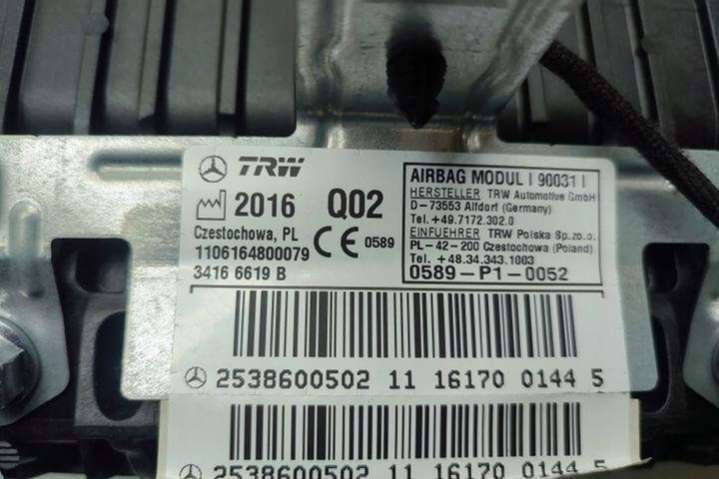 TRW
2016 Q02
Czestochowa, PL
1106164800079
3416 6619 B
CE 0589
AIRBAG MODUL | 90031 |
HERSTELLER TRW Automotive GmbH
D-73553 Alfdorf (Germany)
Tel. +49.7172.302.0
EINFUEHRER TRW Polska Sp.zo.o.
PL-42-200 Czestochowa (Poland)
Tel. +48.34.343.1003
0589-P1-0052
2538600502 11 16170 0144 5
2538600502 11 16170 0144 5